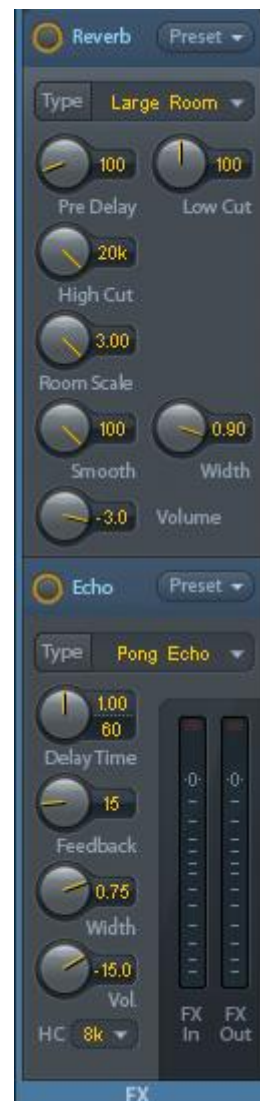 Reverb Preset
Type Large Room
100 100
Pre Delay Low Cut
20k
High Cut
3.00
Room Scale
100 0.90
Smooth Width
-3.0 Volume
Echo Preset
Type Pong Echo
1.00
60
Delay Time
-0- -0-
15
Feedback
0.75
Width
-15.0
Vol.
HC 8k
FX FX
In Out
FX